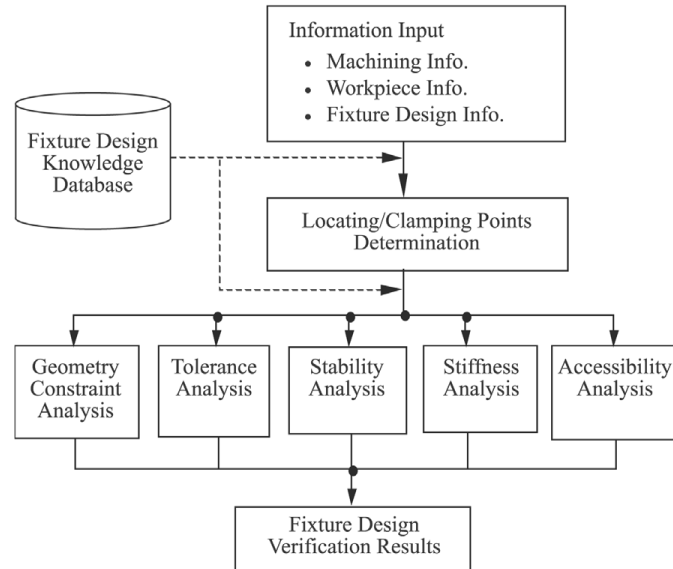 Information Input
• Machining Info.
• Workpiece Info.
• Fixture Design Info.
Fixture Design
Knowledge
Database
Locating/Clamping Points
Determination
Geometry
Constraint
Analysis
Tolerance
Analysis
Stability
Analysis
Stiffness
Analysis
Accessibility
Analysis
Fixture Design
Verification Results